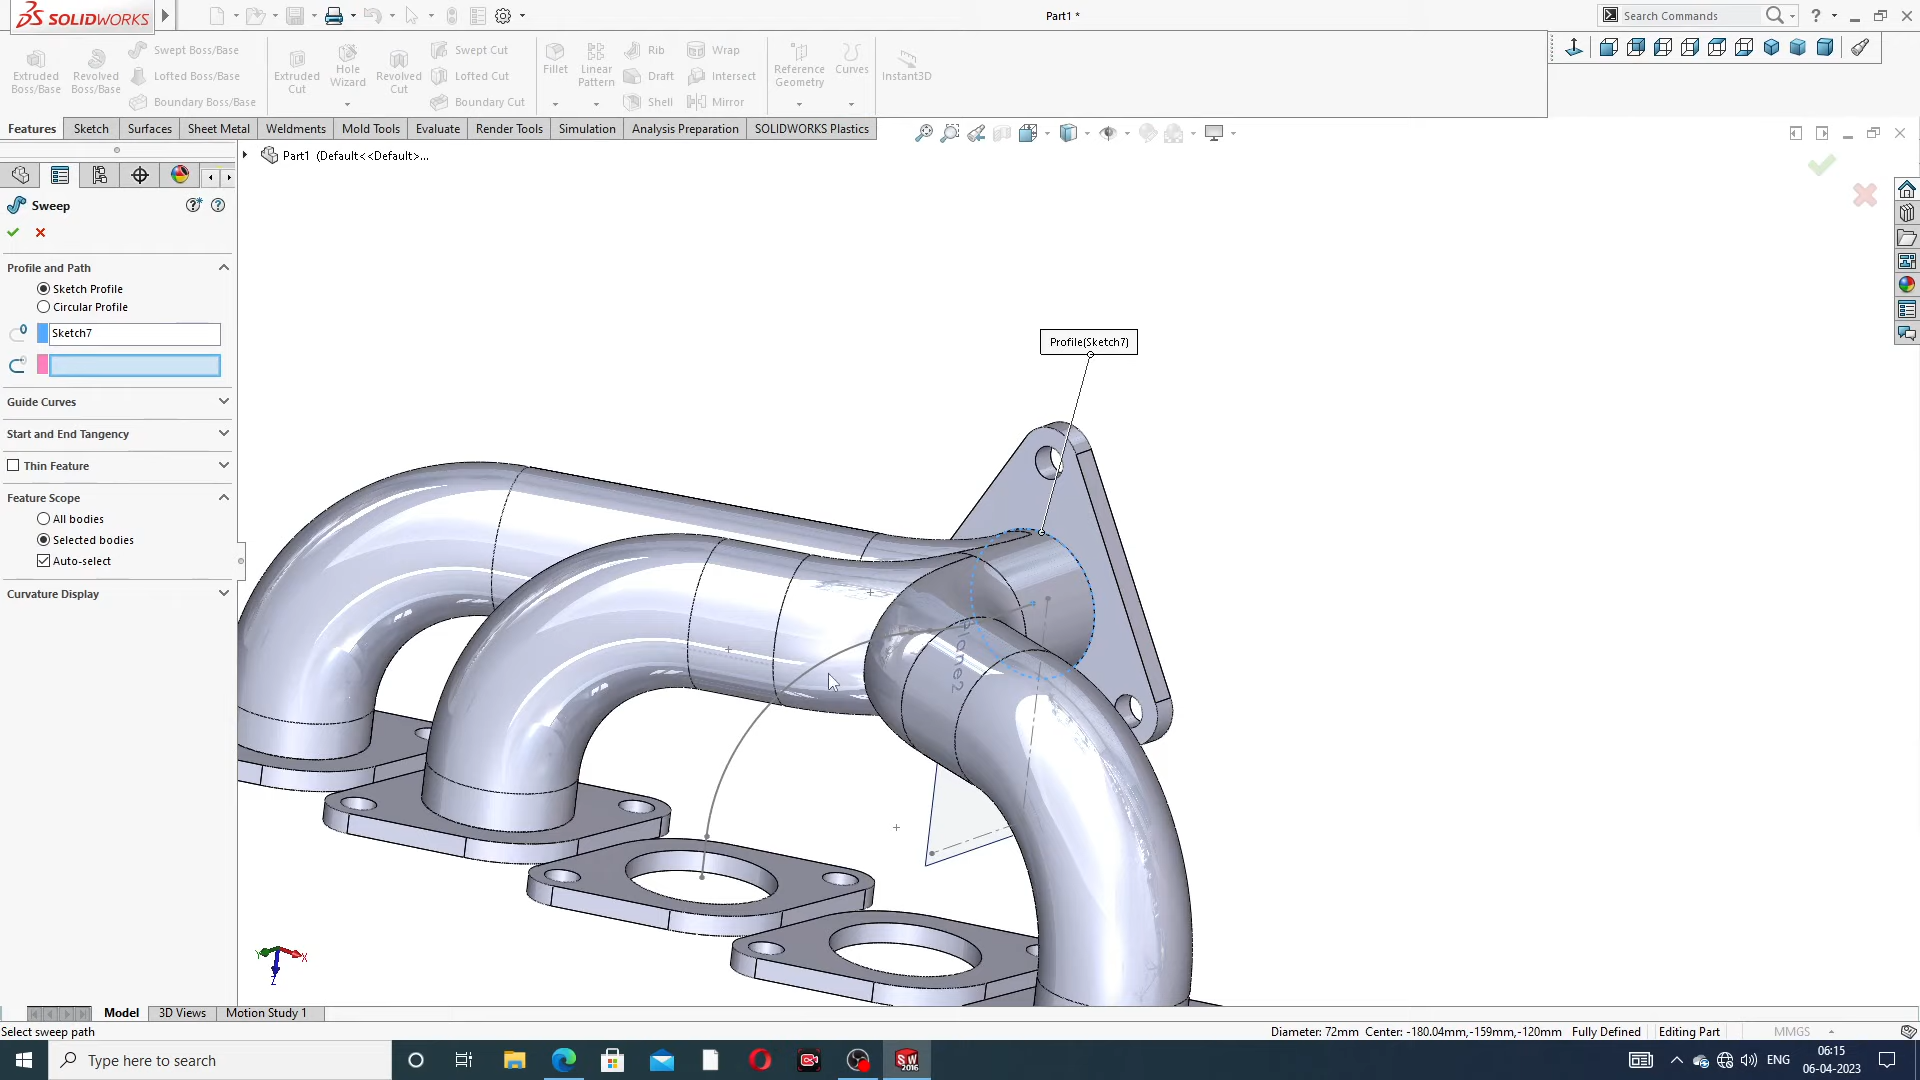 SOLIDWORKS
Part1 *
Search Commands
Extruded Boss/Base
Revolved Boss/Base
Swept Boss/Base
Lofted Boss/Base
Boundary Boss/Base
Extruded Cut
Hole Wizard
Revolved Cut
Swept Cut
Lofted Cut
Boundary Cut
Fillet
Linear Pattern
Rib
Draft
Shell
Wrap
Intersect
Mirror
Reference Geometry
Curves
Instant3D
Features
Sketch
Surfaces
Sheet Metal
Weldments
Mold Tools
Evaluate
Render Tools
Simulation
Analysis Preparation
SOLIDWORKS Plastics
Part1 (Default<<Default>...
Sweep
Profile and Path
Sketch Profile
Circular Profile
Sketch7
Guide Curves
Start and End Tangency
Thin Feature
Feature Scope
All bodies
Selected bodies
Auto-select
Curvature Display
Profile(Sketch7)
Plane2
Y
X
Z
Model
3D Views
Motion Study 1
Select sweep path
Diameter: 72mm Center: -180.04mm,-159mm,-120mm
Fully Defined
Editing Part
MMGS
Type here to search
SW
2016
ENG
06:15
06-04-2023